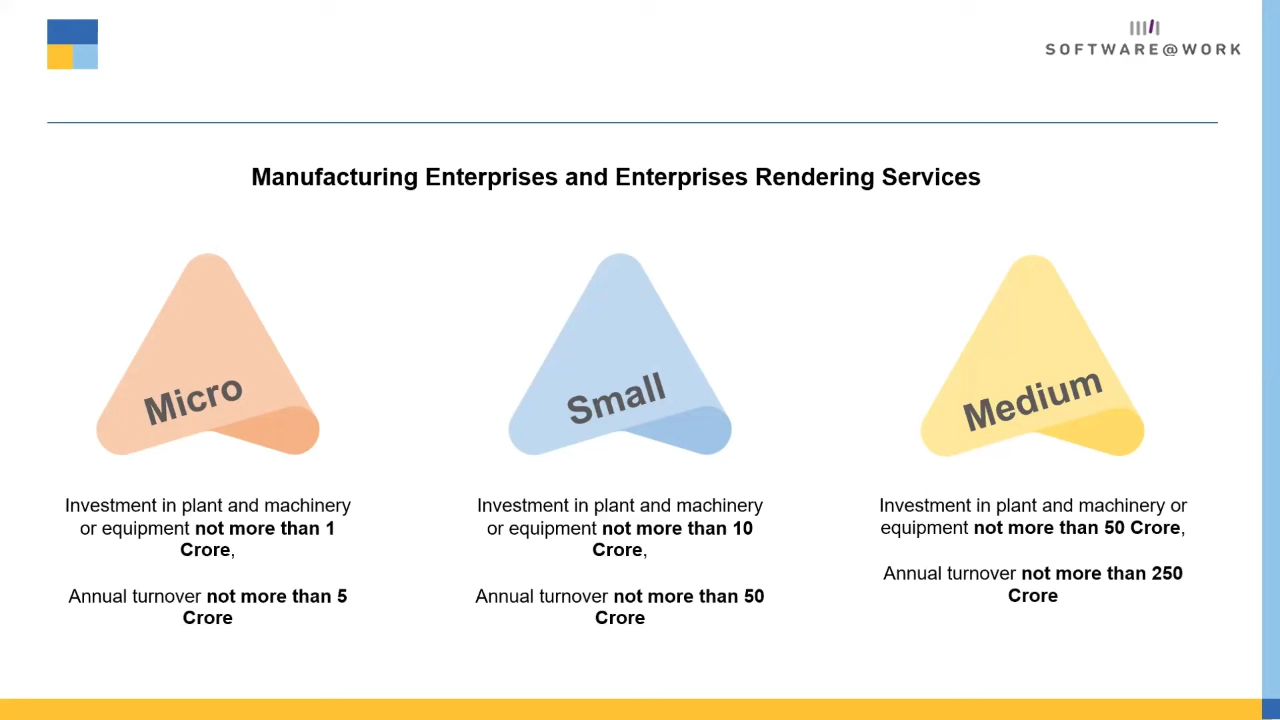 SOFTWARE@WORK
Manufacturing Enterprises and Enterprises Rendering Services
Micro
Small
Medium
Investment in plant and machinery
or equipment not more than 1
Crore,
Annual turnover not more than 5
Crore
Investment in plant and machinery
or equipment not more than 10
Crore,
Annual turnover not more than 50
Crore
Investment in plant and machinery or
equipment not more than 50 Crore,
Annual turnover not more than 250
Crore